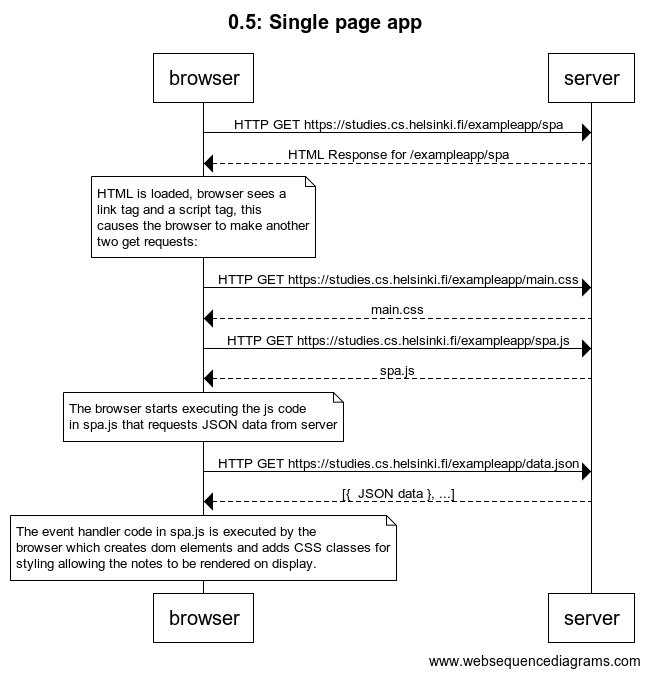 0.5: Single page app
browser
server
HTTP GET https://studies.cs.helsinki.fi/exampleapp/spa
HTML Response for /exampleapp/spa
HTML is loaded, browser sees a
link tag and a script tag, this
causes the browser to make another
two get requests:
HTTP GET https://studies.cs.helsinki.fi/exampleapp/main.css
main.css
HTTP GET https://studies.cs.helsinki.fi/exampleapp/spa.js
spa.js
The browser starts executing the js code
in spa.js that requests JSON data from server
HTTP GET https://studies.cs.helsinki.fi/exampleapp/data.json
[{  JSON data }, ...]
The event handler code in spa.js is executed by the
browser which creates dom elements and adds CSS classes for
styling allowing the notes to be rendered on display.
browser
server
www.websequencediagrams.com